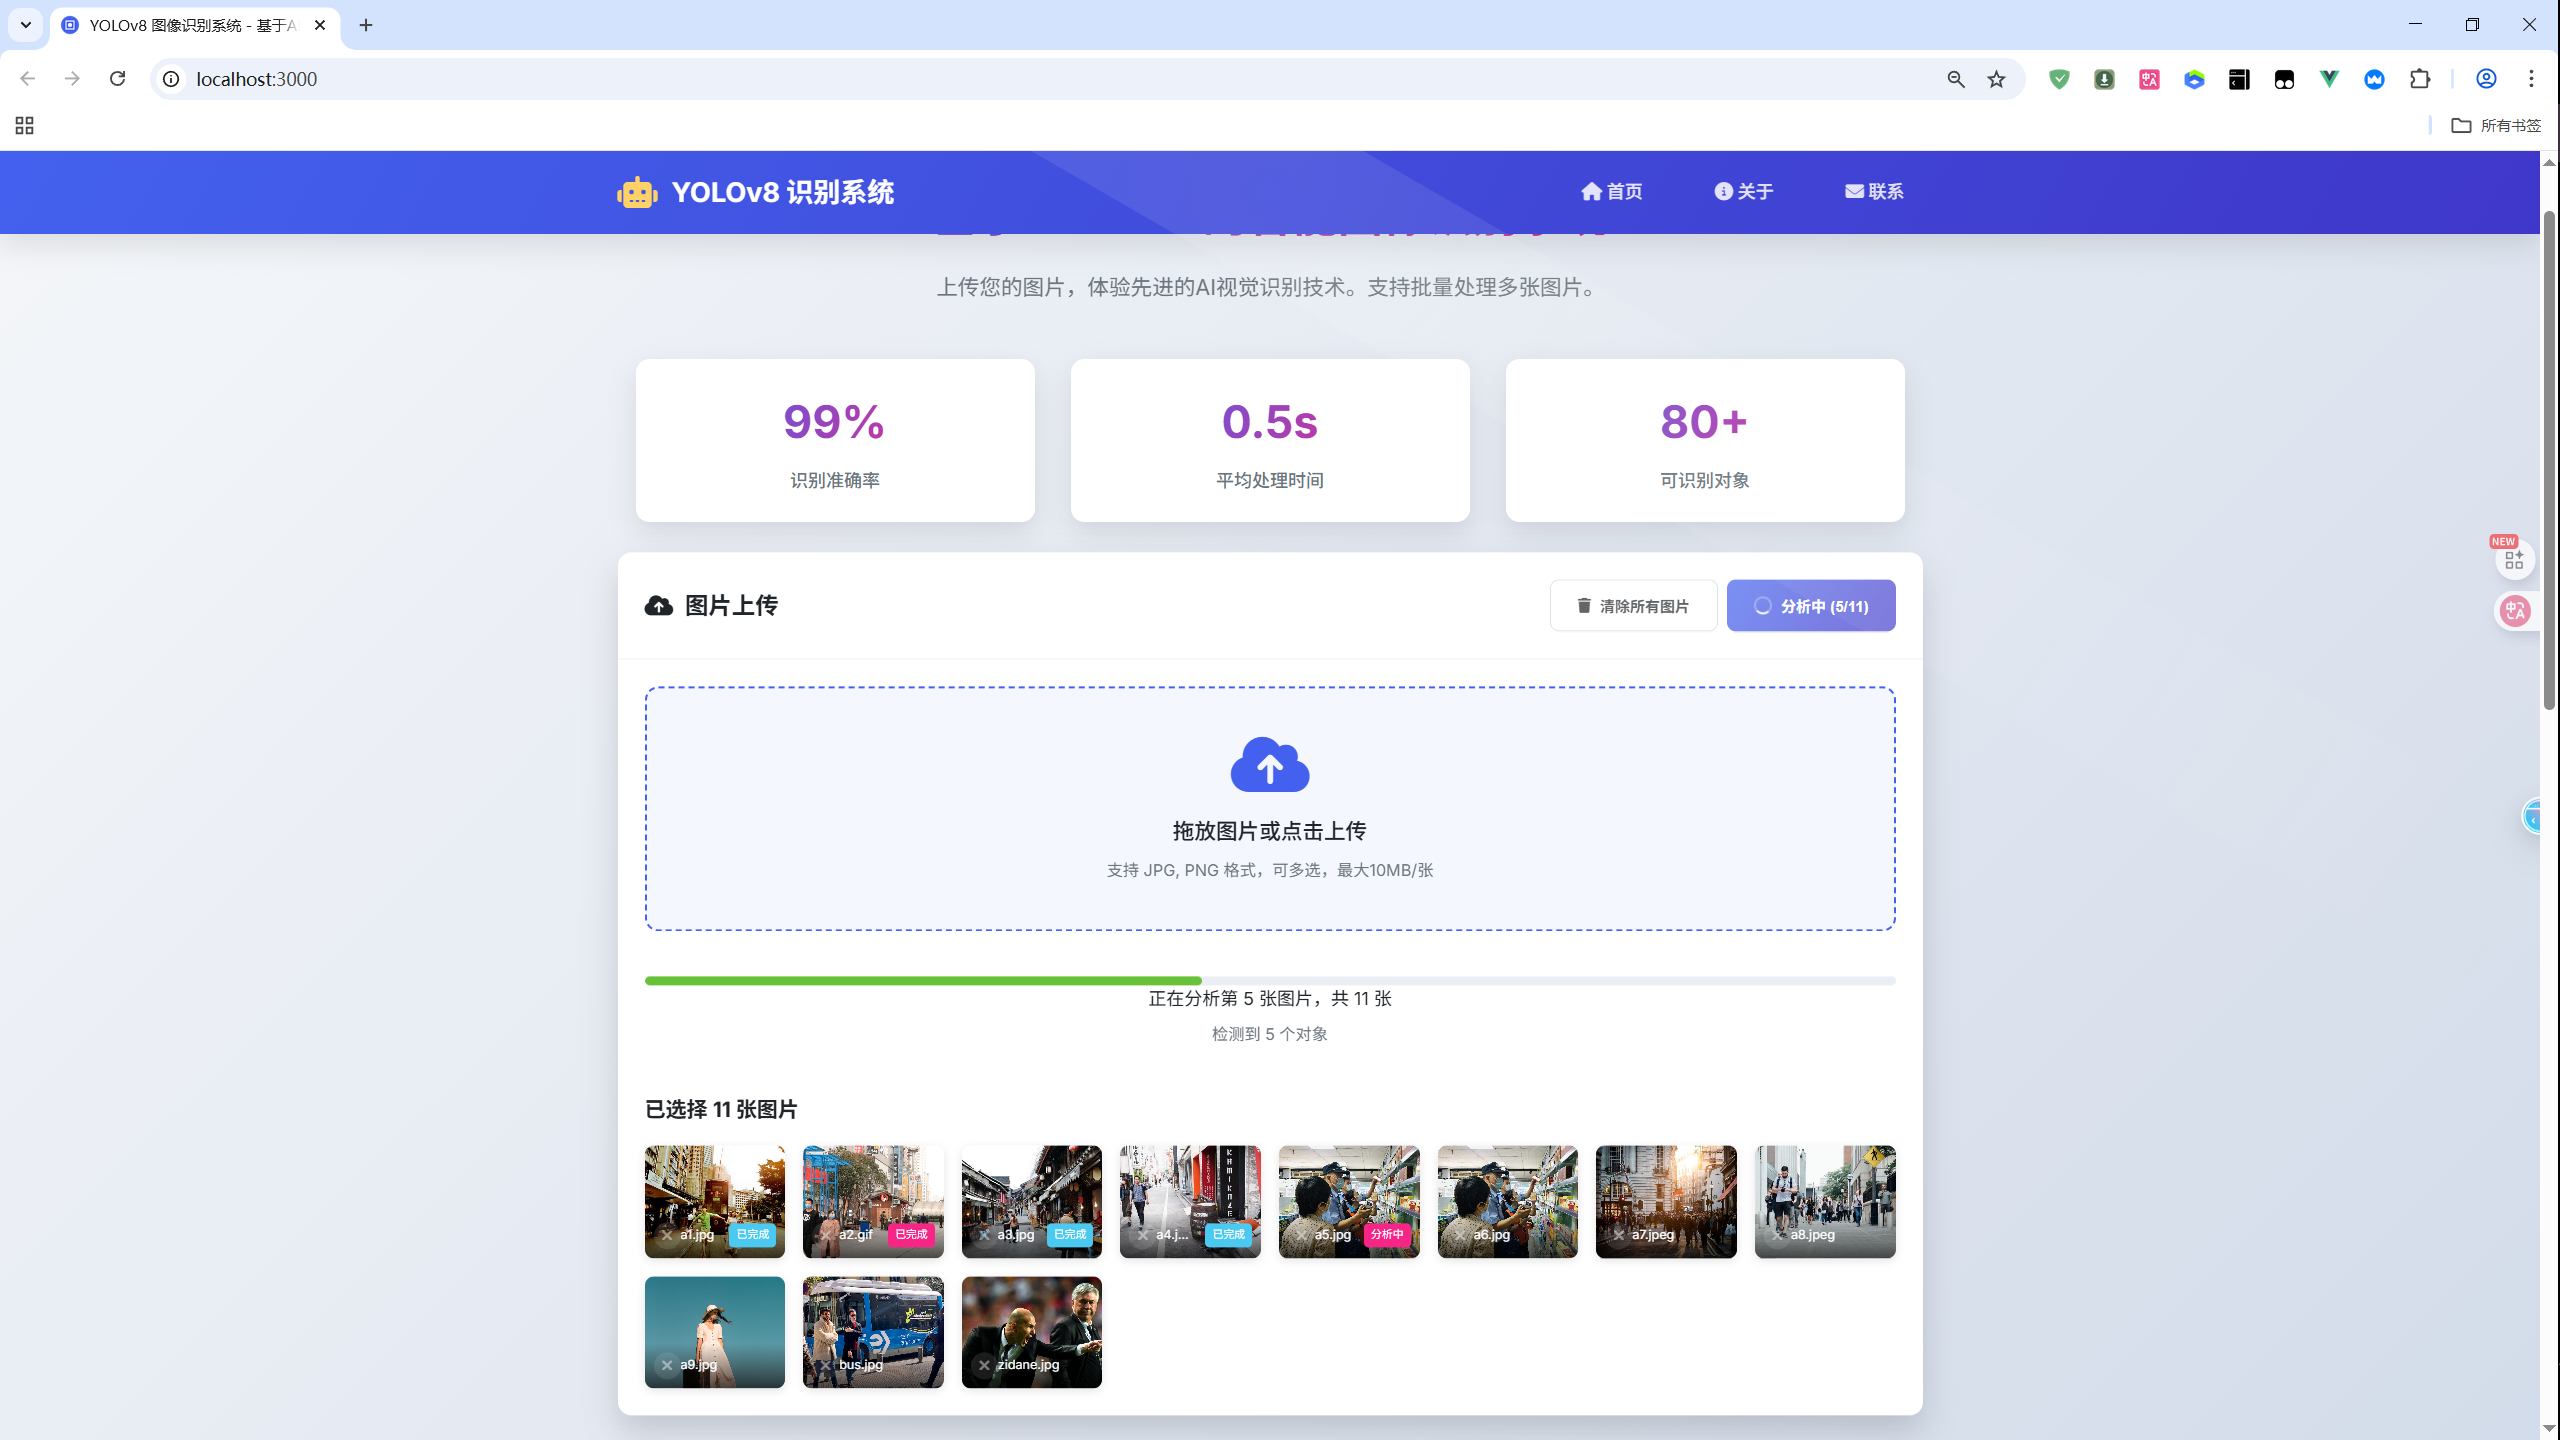 YOLOv8 图像识别系统 - 基于A
localhost:3000
所有书签
YOLOv8 识别系统
首页
关于
联系
上传您的图片，体验先进的AI视觉识别技术。支持批量处理多张图片。
99%
识别准确率
0.5s
平均处理时间
80+
可识别对象
NEW
图片上传
清除所有图片
分析中 (5/11)
拖放图片或点击上传
支持 JPG, PNG 格式，可多选，最大10MB/张
正在分析第 5 张图片，共 11 张
检测到 5 个对象
已选择 11 张图片
a1.jpg 已完成
a2.gif 已完成
a3.jpg 已完成
a4.j... 已完成
a5.jpg 分析中
a6.jpg
a7.jpeg
a8.jpeg
a9.jpg
bus.jpg
zidane.jpg